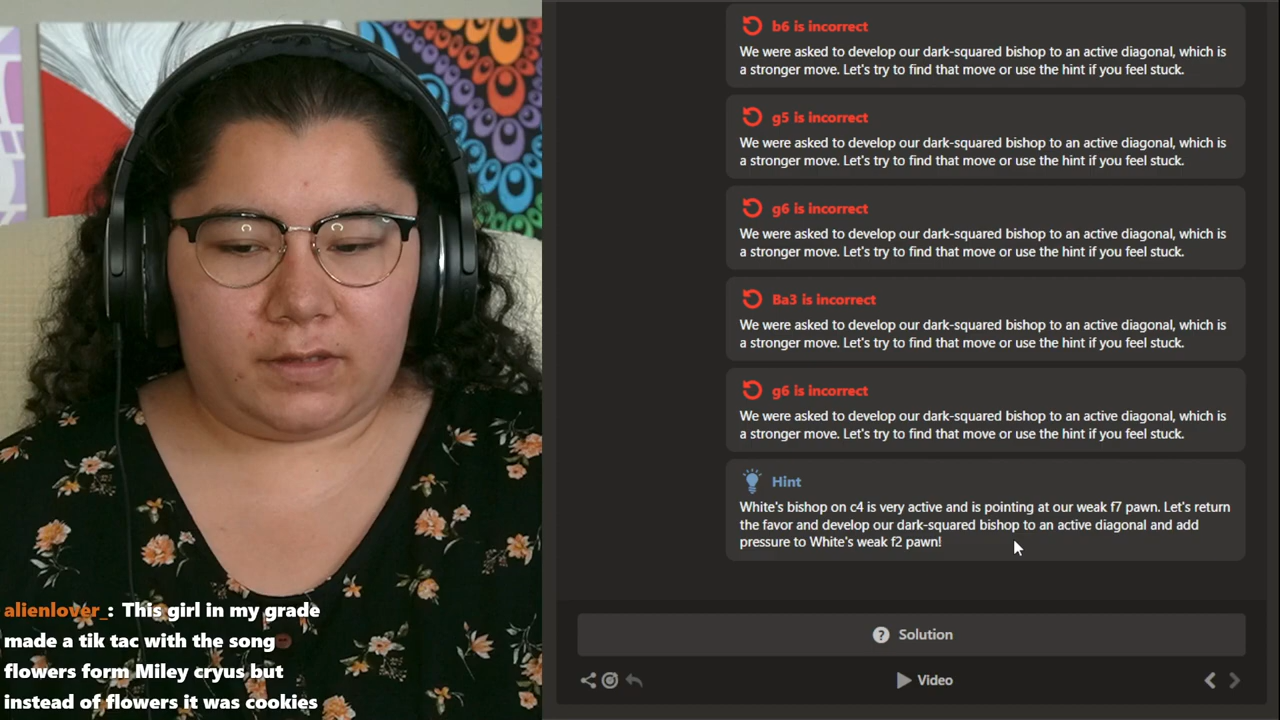 b6 is incorrect
We were asked to develop our dark-squared bishop to an active diagonal, which is
a stronger move. Let's try to find that move or use the hint if you feel stuck.
g5 is incorrect
We were asked to develop our dark-squared bishop to an active diagonal, which is
a stronger move. Let's try to find that move or use the hint if you feel stuck.
g6 is incorrect
We were asked to develop our dark-squared bishop to an active diagonal, which is
a stronger move. Let's try to find that move or use the hint if you feel stuck.
Ba3 is incorrect
We were asked to develop our dark-squared bishop to an active diagonal, which is
a stronger move. Let's try to find that move or use the hint if you feel stuck.
g6 is incorrect
We were asked to develop our dark-squared bishop to an active diagonal, which is
a stronger move. Let's try to find that move or use the hint if you feel stuck.
Hint
White's bishop on c4 is very active and is pointing at our weak f7 pawn. Let's return
the favor and develop our dark-squared bishop to an active diagonal and add
pressure to White's weak f2 pawn!
Solution
Video
alienlover_: This girl in my grade
made a tik tac with the song
flowers form Miley cryus but
instead of flowers it was cookies